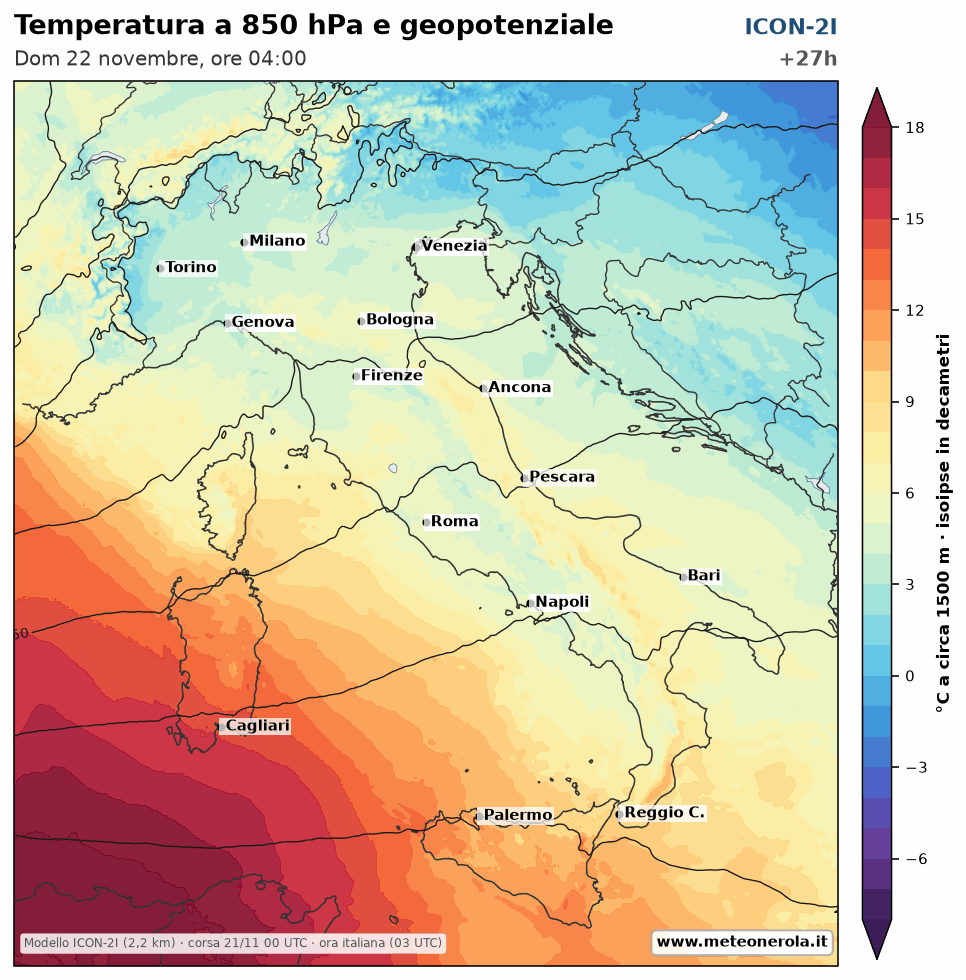 Temperatura a 850 hPa e geopotenziale
ICON-2I
Dom 22 novembre, ore 04:00
+27h
Milano
Venezia
Torino
Genova
Bologna
Firenze
Ancona
Pescara
Roma
Bari
Napoli
Cagliari
Palermo
Reggio C.
18
15
12
9
6
3
0
−3
−6
°C a circa 1500 m · isoipse in decametri
Modello ICON-2I (2,2 km) · corsa 21/11 00 UTC · ora italiana (03 UTC)
www.meteonerola.it